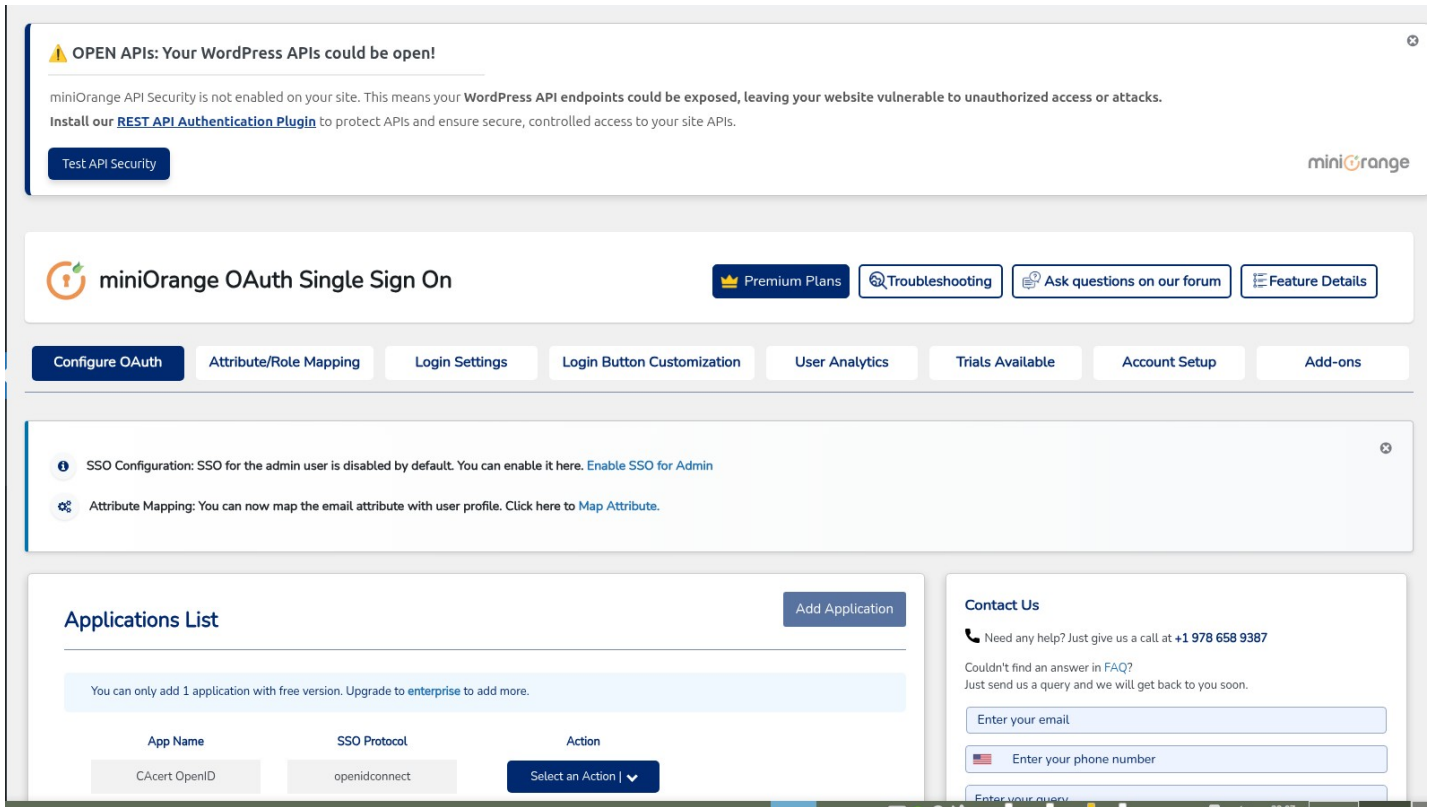 ⚠ OPEN APIs: Your WordPress APIs could be open!
miniOrange API Security is not enabled on your site. This means your WordPress API endpoints could be exposed, leaving your website vulnerable to unauthorized access or attacks.
Install our REST API Authentication Plugin to protect APIs and ensure secure, controlled access to your site APIs.
Test API Security
miniOrange
miniOrange OAuth Single Sign On
Premium Plans
Troubleshooting
Ask questions on our forum
Feature Details
Configure OAuth
Attribute/Role Mapping
Login Settings
Login Button Customization
User Analytics
Trials Available
Account Setup
Add-ons
SSO Configuration: SSO for the admin user is disabled by default. You can enable it here. Enable SSO for Admin
Attribute Mapping: You can now map the email attribute with user profile. Click here to Map Attribute.
Applications List
Add Application
You can only add 1 application with free version. Upgrade to enterprise to add more.
App Name
SSO Protocol
Action
CAcert OpenID
openidconnect
Select an Action |
Contact Us
Need any help? Just give us a call at +1 978 658 9387
Couldn't find an answer in FAQ?
Just send us a query and we will get back to you soon.
Enter your email
Enter your phone number
Enter your query